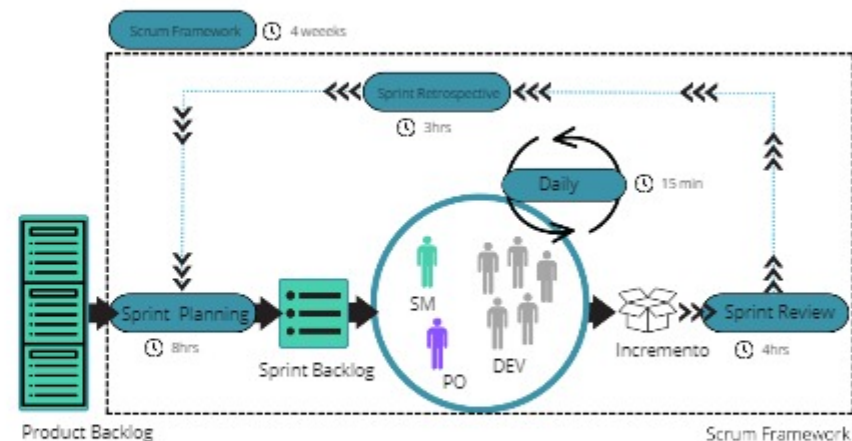 Scrum Framework
4 weeeks
Sprint Retrospective
3hrs
Daily
15 min
SM
PO
DEV
Sprint Planning
8hrs
Sprint Backlog
Incremento
Sprint Review
4hrs
Product Backlog
Scrum Framework